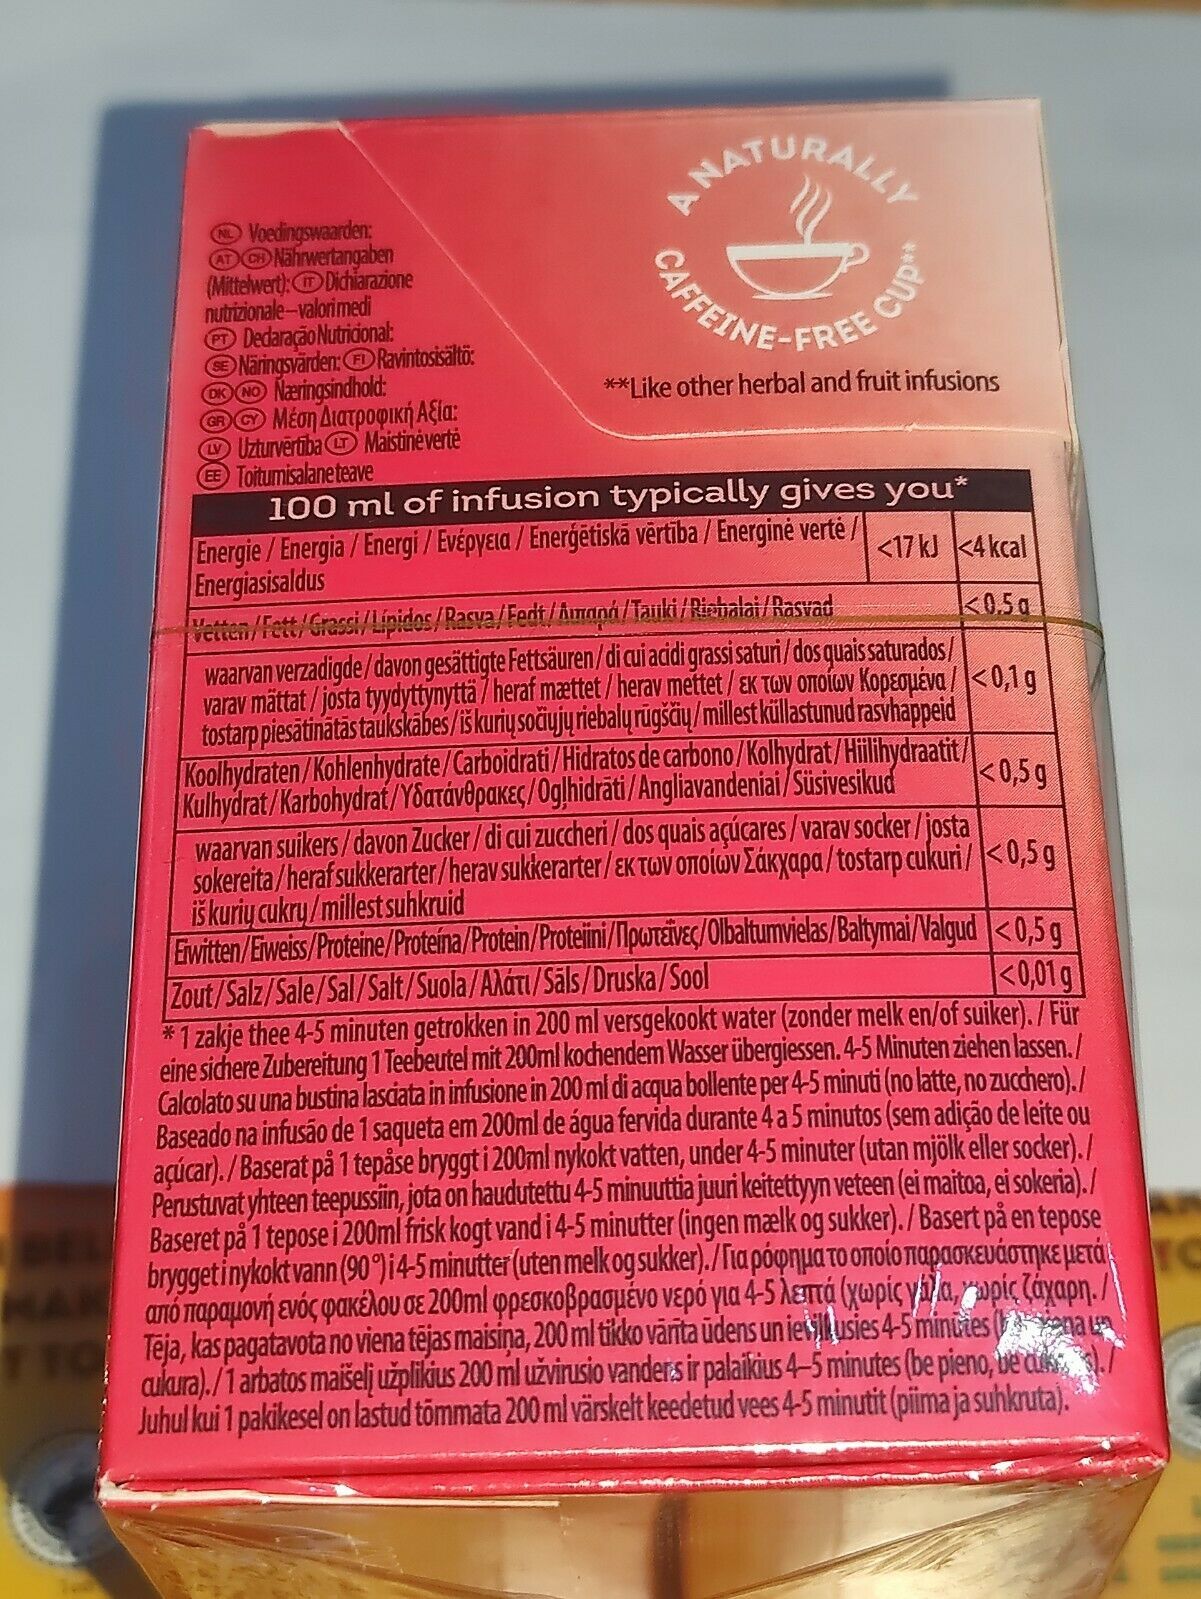 A NATURALLY
CAFFEINE-FREE CUP**
**Like other herbal and fruit infusions
NL Voedingswaarden:
AT CH Nährwertangaben
(Mittelwert): IT Dichiarazione
nutrizionale – valori medi
PT Declaração Nutricional:
SE Näringsvärden: FI Ravintosisältö:
DK NO Næringsindhold:
GR CY Μέση Διατροφική Αξία:
LV Uzturvērtība LT Maistinė vertė
EE Toitumisalane teave
100 ml of infusion typically gives you*
Energie / Energia / Energi / Ενέργεια / Enerģētiskā vērtība / Energinė vertė / <17 kJ <4 kcal
Energiasisaldus
Vetten / Fett / Grassi / Lípidos / Rasva / Fedt / Λιπαρά / Tauki / Riebalai / Rasvad <0,5 g
waarvan verzadigde / davon gesättigte Fettsäuren / di cui acidi grassi saturi / dos quais saturados /
varav mättat / josta tyydyttynyttä / heraf mættet / herav mettet / εκ των οποίων Κορεσμένα / <0,1 g
tostarp piesātinātās taukskābes / iš kurių sočiųjų riebalų rūgščių / millest küllastunud rasvhappeid
Koolhydraten / Kohlenhydrate / Carboidrati / Hidratos de carbono / Kolhydrat / Hiilihydraatit / <0,5 g
Kulhydrat / Karbohydrat / Υδατάνθρακες / Ogļhidrāti / Angliavandeniai / Süsivesikud
waarvan suikers / davon Zucker / di cui zuccheri / dos quais açúcares / varav socker / josta
sokereita / heraf sukkerarter / herav sukkerarter / εκ των οποίων Σάκχαρα / tostarp cukuri / <0,5 g
iš kurių cukrų / millest suhkruid
Eiwitten / Eiweiss / Proteine / Proteína / Protein / Proteiini / Πρωτεΐνες / Olbaltumvielas / Baltymai / Valgud <0,5 g
Zout / Salz / Sale / Sal / Salt / Suola / Αλάτι / Sāls / Druska / Sool <0,01 g
* 1 zakje thee 4-5 minuten getrokken in 200 ml versgekookt water (zonder melk en/of suiker). / Für
eine sichere Zubereitung 1 Teebeutel mit 200ml kochendem Wasser übergiessen. 4-5 Minuten ziehen lassen. /
Calcolato su una bustina lasciata in infusione in 200 ml di acqua bollente per 4-5 minuti (no latte, no zucchero). /
Baseado na infusão de 1 saqueta em 200ml de água fervida durante 4 a 5 minutos (sem adição de leite ou
açúcar). / Baserat på 1 tepåse bryggt i 200ml nykokt vatten, under 4-5 minuter (utan mjölk eller socker). /
Perustuvat yhteen teepussiin, jota on haudutettu 4-5 minuuttia juuri keitettyyn veteen (ei maitoa, ei sokeria). /
Baseret på 1 tepose i 200ml frisk kogt vand i 4-5 minutter (ingen mælk og sukker). / Basert på en tepose
brygget i nykokt vann (90 °) i 4-5 minutter (uten melk og sukker). / Για ρόφημα το οποίο παρασκευάστηκε μετά
από παραμονή ενός φακέλου σε 200ml φρεσκοβρασμένο νερό για 4-5 λεπτά (χωρίς γάλα, χωρίς ζάχαρη. /
Tēja, kas pagatavota no viena tējas maisiņa, 200 ml tikko vārīta ūdens un 4-5 minūtes un
cukura). / 1 arbatos maišelį užplikius 200 ml užvirusio vandens ir palaikius 4–5 minutes (be pieno, be /
Juhul kui 1 pakikesel on lastud tõmmata 200 ml värskelt keedetud vees 4-5 minutit (piima ja suhkruta).